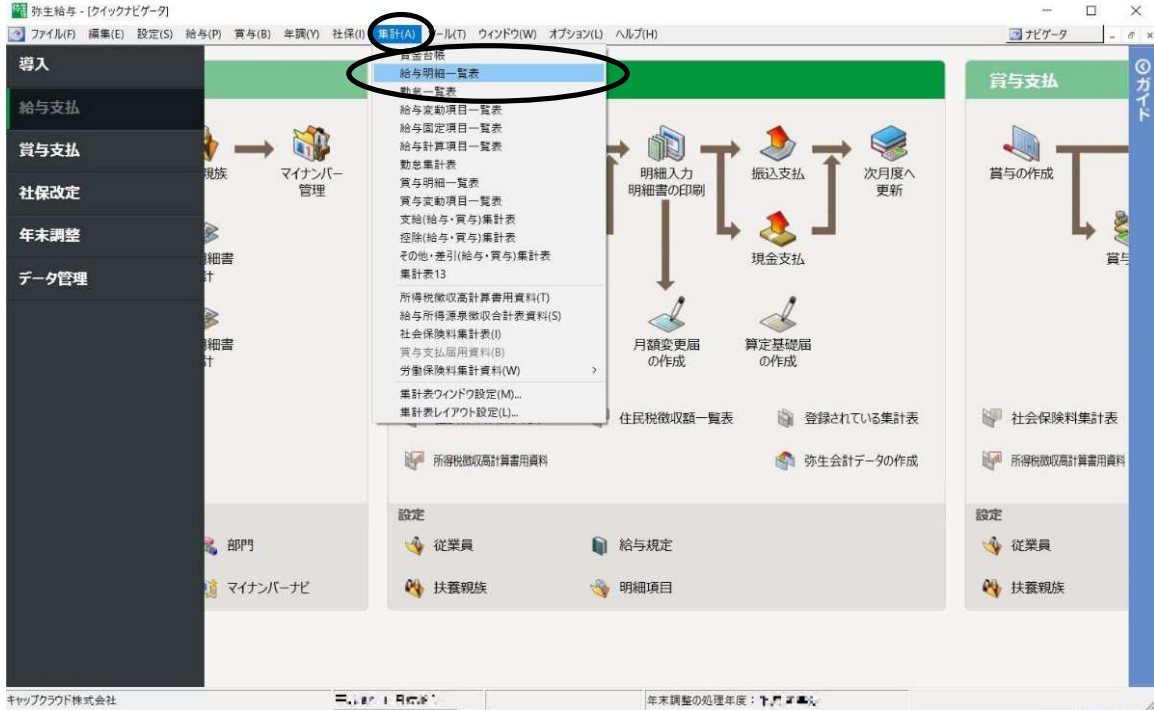 弥生給与 - [クイックナビゲータ]
ファイル(F) 編集(E) 設定(S) 給与(P) 賞与(B) 年調(Y) 社保(I) 集計(A) ール(T) ウィンドウ(W) オプション(L) ヘルプ(H)
ナビゲータ
導入
給与支払
賞与支払
社保改定
年末調整
データ管理
賃金台帳
給与明細一覧表
勤怠一覧表
給与変動項目一覧表
給与固定項目一覧表
給与計算項目一覧表
勤怠集計表
賞与明細一覧表
賞与変動項目一覧表
支給(給与・賞与)集計表
控除(給与・賞与)集計表
その他・差引(給与・賞与)集計表
集計表13
所得税徴収高計算書用資料(T)
給与所得源泉徴収合計表資料(S)
社会保険料集計表(I)
賞与支払届用資料(B)
労働保険料集計資料(W)
集計表ウィンドウ設定(M)...
集計表レイアウト設定(L)...
親族
マイナンバー
管理
細書
計
細書
計
部門
マイナンバーナビ
明細入力
明細書の印刷
振込支払
次月度へ
更新
現金支払
月額変更届
の作成
算定基礎届
の作成
住民税徴収額一覧表
登録されている集計表
所得税徴収高計算書用資料
弥生会計データの作成
設定
従業員
給与規定
扶養親族
明細項目
賞与支払
賞与の作成
賞与
社会保険料集計表
所得税徴収高計算書用資料
設定
従業員
扶養親族
ガイド
キャップクラウド株式会社
年末調整の処理年度：